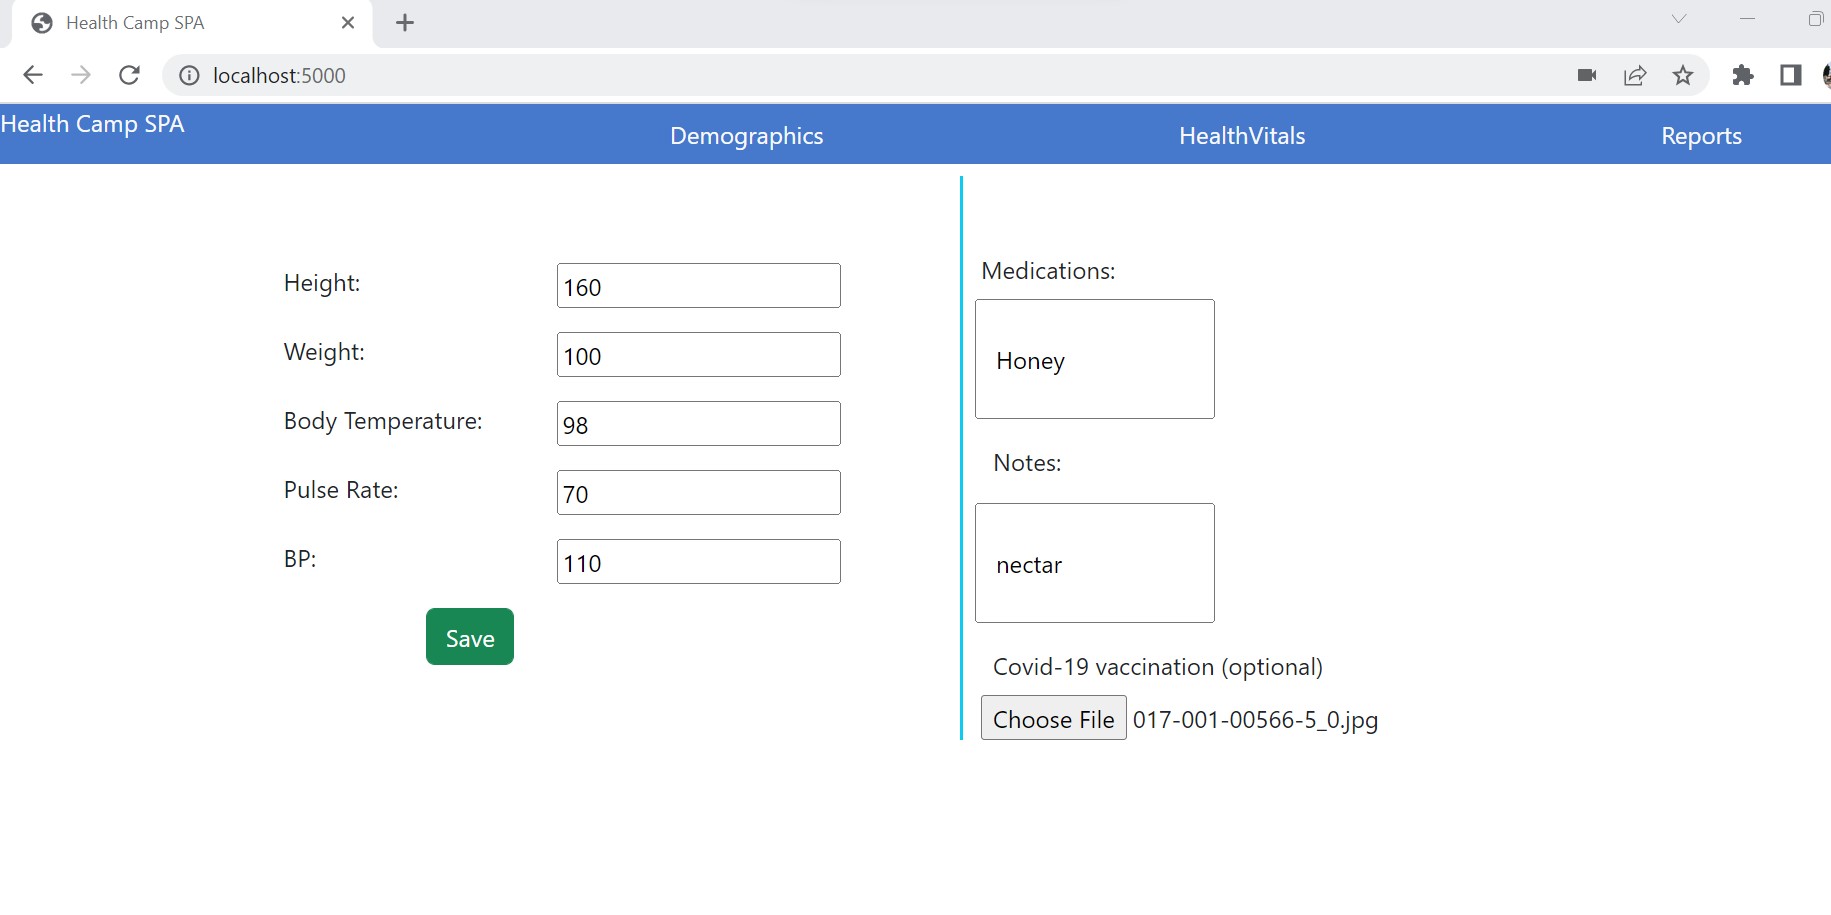 Health Camp SPA
localhost:5000
Health Camp SPA
Demographics
HealthVitals
Reports
Height:
160
Weight:
100
Body Temperature:
98
Pulse Rate:
70
BP:
110
Save
Medications:
Honey
Notes:
nectar
Covid-19 vaccination (optional)
Choose File 017-001-00566-5_0.jpg